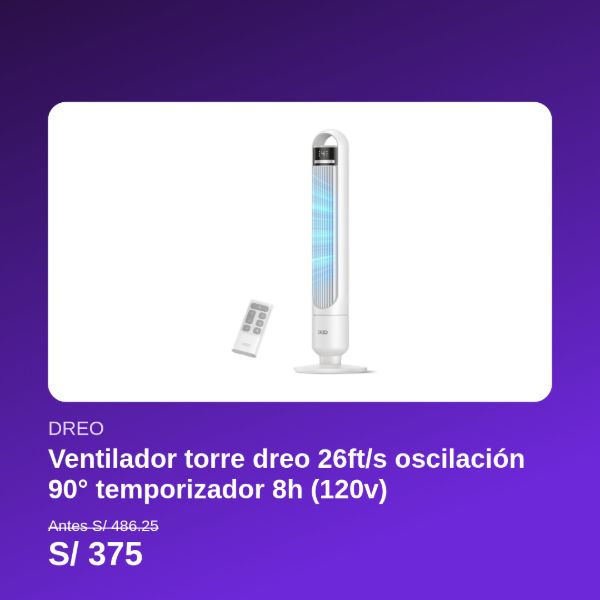 DREO
Ventilador torre dreo 26ft/s oscilación
90° temporizador 8h (120v)
Antes S/ 486.25
S/ 375